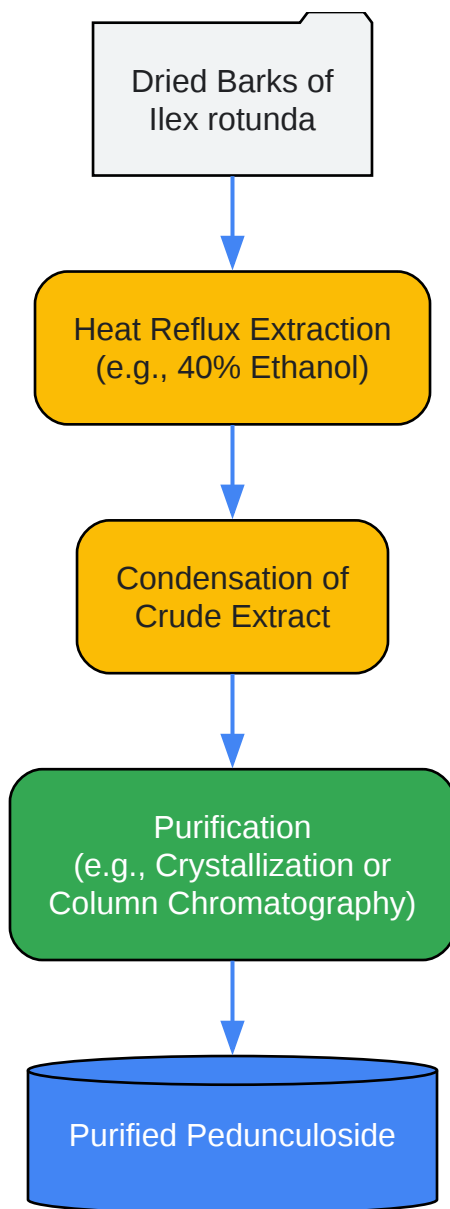 Dried Barks of
Ilex rotunda
Heat Reflux Extraction
(e.g., 40% Ethanol)
Condensation of
Crude Extract
Purification
(e.g., Crystallization or
Column Chromatography)
Purified Pedunculoside